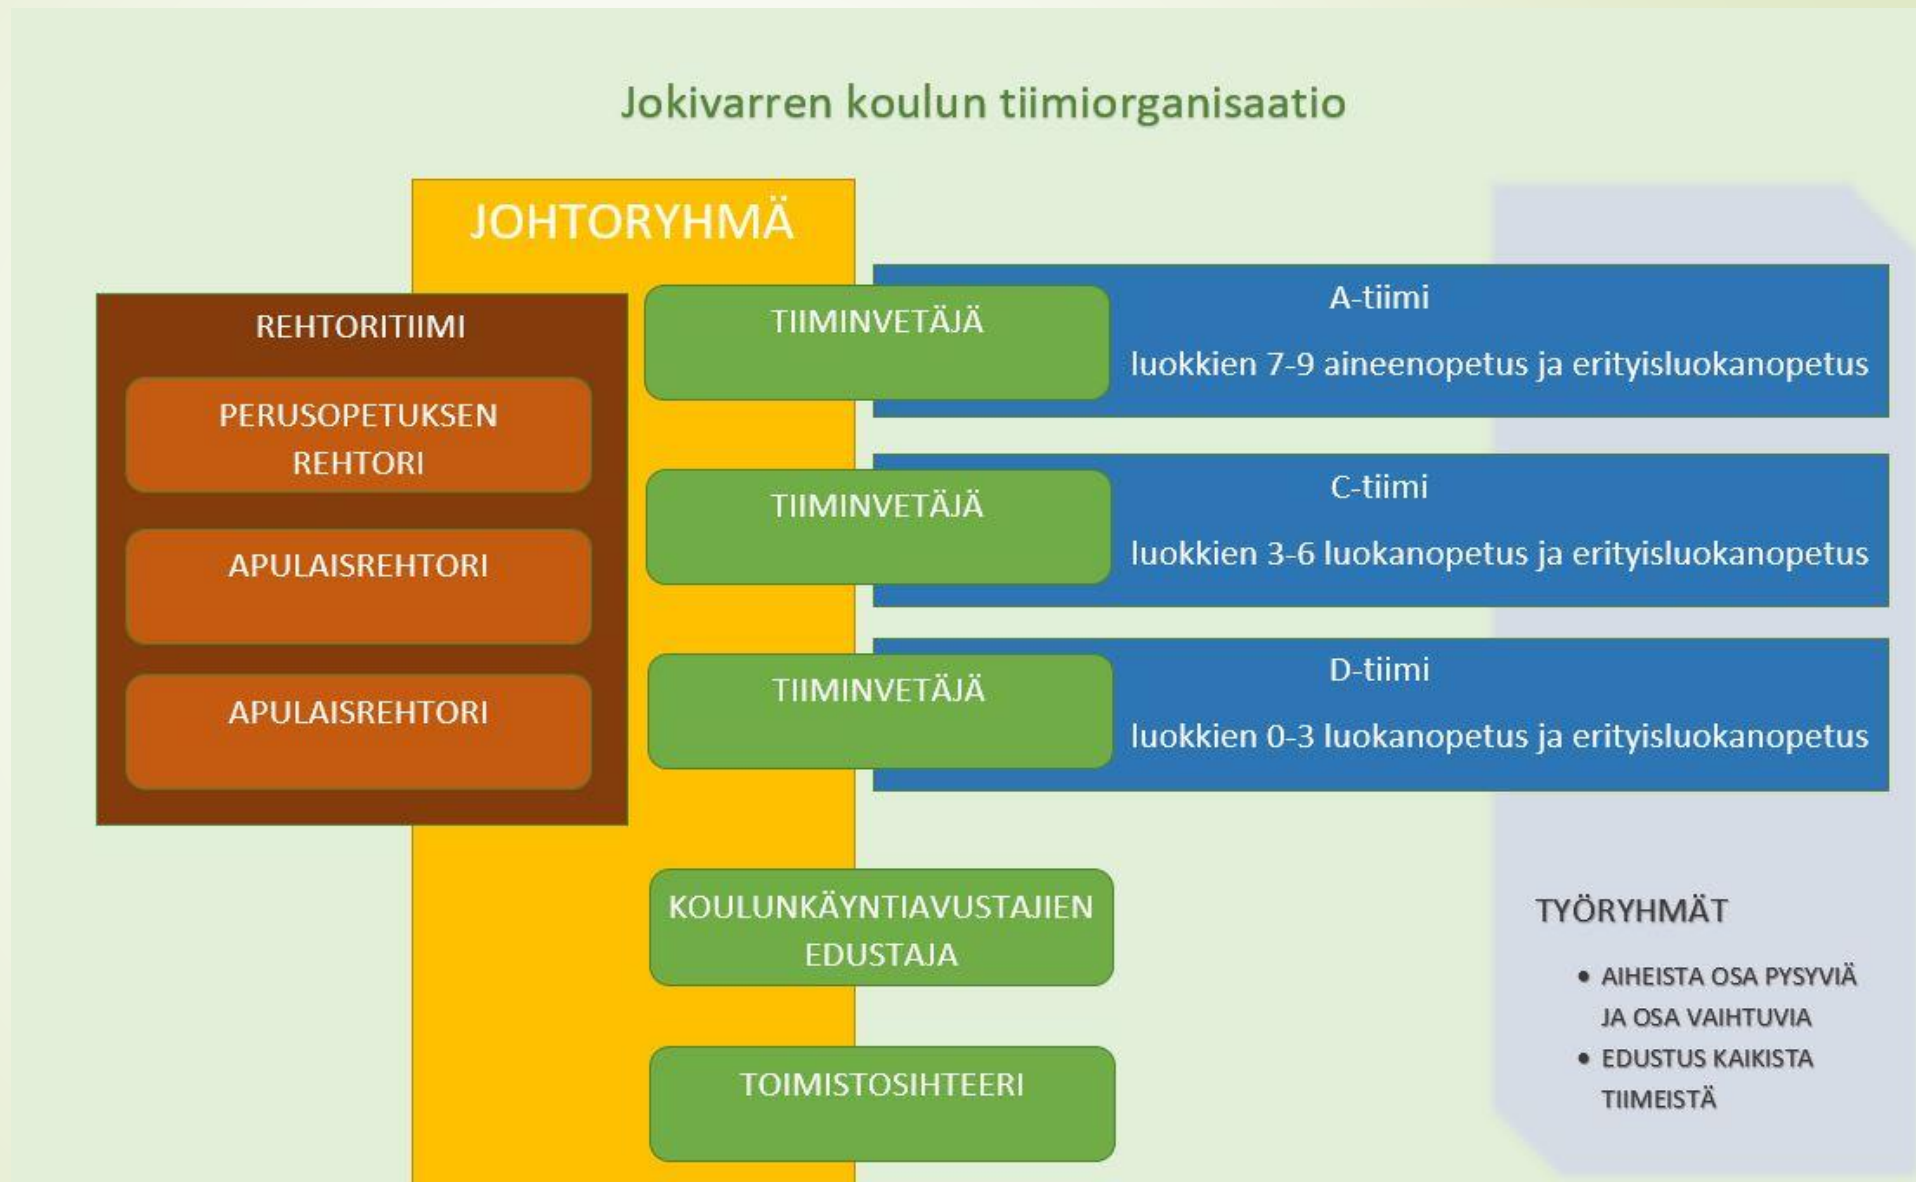 Jokivarren koulun tiimiorganisaatio
JOHTORYHMÄ
REHTORITIIMI
PERUSOPETUKSEN
REHTORI
APULAISREHTORI
APULAISREHTORI
TIIMINVETÄJÄ
A-tiimi
luokkien 7-9 aineenopetus ja erityisluokanopetus
TIIMINVETÄJÄ
C-tiimi
luokkien 3-6 luokanopetus ja erityisluokanopetus
TIIMINVETÄJÄ
D-tiimi
luokkien 0-3 luokanopetus ja erityisluokanopetus
KOULUNKÄYNTIAVUSTAJIEN
EDUSTAJA
TOIMISTOSIHTEERI
TYÖRYHMÄT
• AIHEISTA OSA PYSYVIÄ
JA OSA VAIHTUVIA
• EDUSTUS KAIKISTA
TIIMEISTÄ